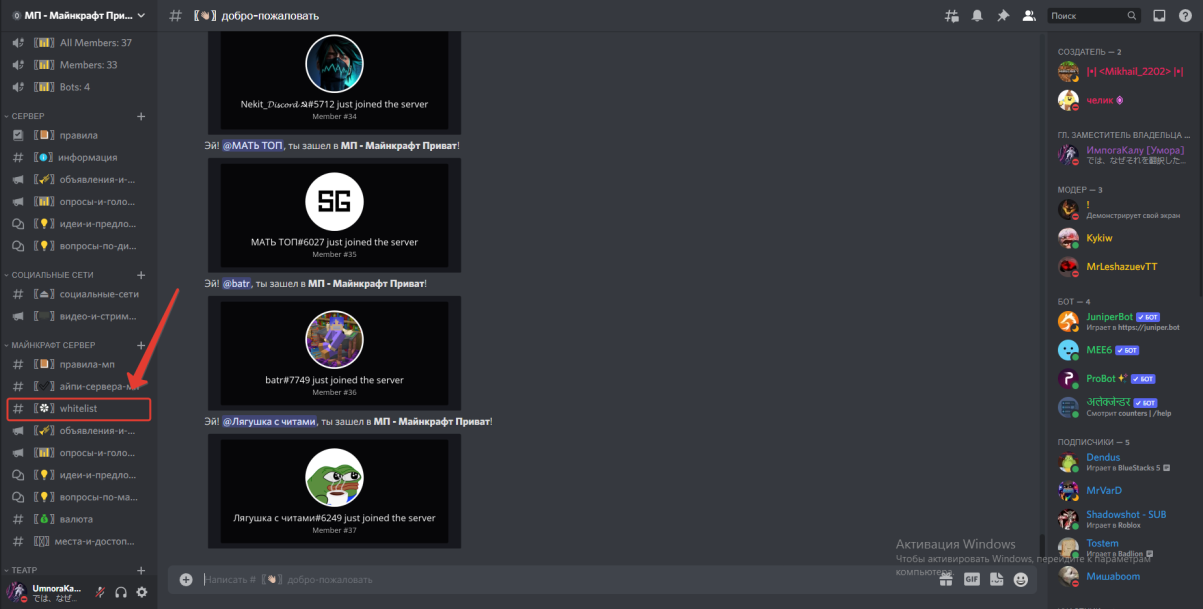 МП - Майнкрафт При...
All Members: 37
Members: 33
Bots: 4
СЕРВЕР
правила
информация
объявления-и-...
опросы-и-голо...
идеи-и-предло...
вопросы-по-ди...
СОЦИАЛЬНЫЕ СЕТИ
социальные-сети
видео-и-стрим...
МАЙНКРАФТ СЕРВЕР
правила-мп
айпи-сервера-м
whitelist
объявления-и-...
опросы-и-голо...
идеи-и-предло...
вопросы-по-ма...
валюта
места-и-достоп...
ТЕАТР
UmnoraKa...
では、なぜ...
# 〘👋〙 добро-пожаловать
Nekit_𝓓𝓲𝓼𝓬𝓸𝓻𝓭#5712 just joined the server
Member #34
Эй! @МАТЬ ТОП, ты зашел в МП - Майнкрафт Приват!
SG
МАТЬ ТОП#6027 just joined the server
Member #35
Эй! @batr, ты зашел в МП - Майнкрафт Приват!
batr#7749 just joined the server
Member #36
Эй! @Лягушка с читами, ты зашел в МП - Майнкрафт Приват!
Лягушка с читами#6249 just joined the server
Member #37
Написать # 〘👋〙 добро-пожаловать
GIF
Поиск
СОЗДАТЕЛЬ — 2
|•| <Mikhail_2202> |•|
челик
ГЛ. ЗАМЕСТИТЕЛЬ ВЛАДЕЛЬЦА ...
ИмпогаКалу [Умора]
では、なぜそれを翻訳した...
МОДЕР — 3
!
Демонстрирует свой экран
Kykiw
MrLeshazuevTT
БОТ — 4
JuniperBot ✓ БОТ
Играет в https://juniper.bot
MEE6 ✓ БОТ
ProBot ✨ ✓ БОТ
अलेक्जेन्डर ✓ БОТ
Смотрит counters | /help
ПОДПИСЧИКИ — 5
Dendus
Играет в BlueStacks 5
MrVarD
Shadowshot - SUB
Играет в Roblox
Tostem
Играет в Badlion
Мишаboom
Активация Windows
Чтобы активировать Windows, перейдите к параметрам
компьютера.